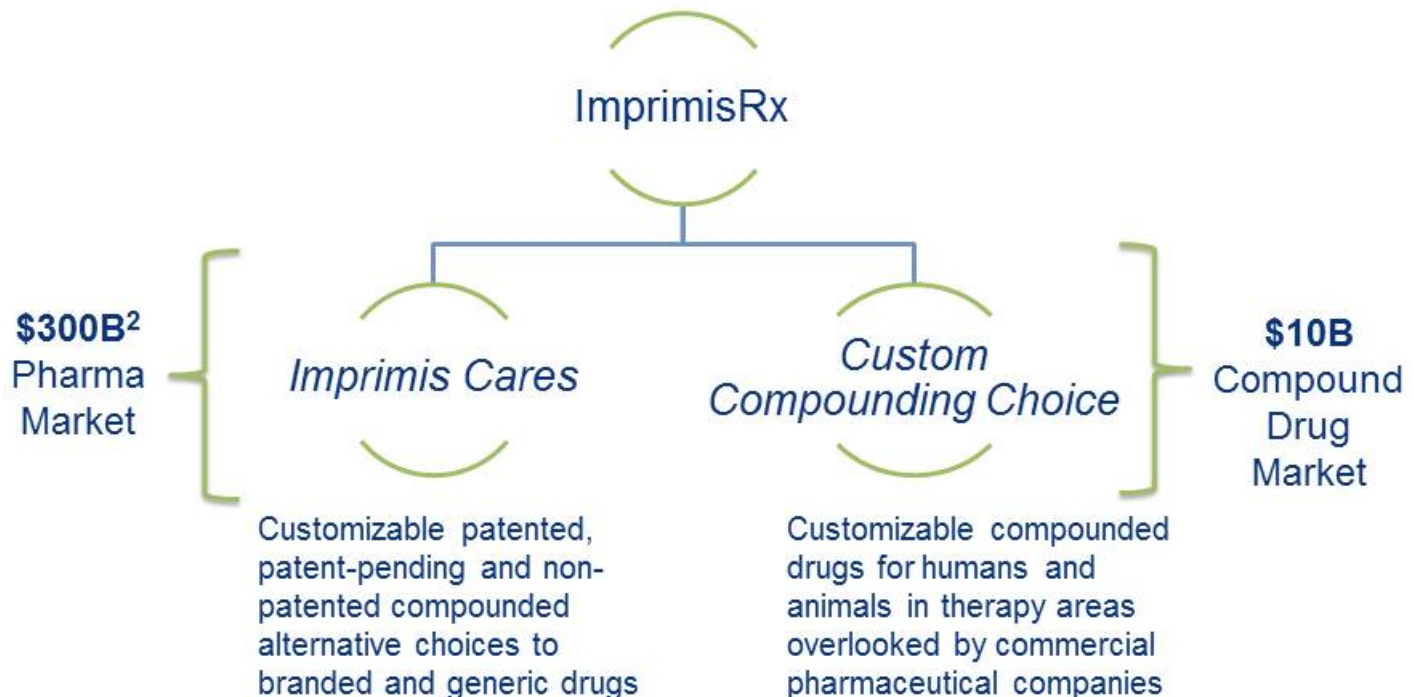 ImprimisRx
$300B²
Pharma
Market
Imprimis Cares
Custom
Compounding Choice
$10B
Compound
Drug
Market
Customizable patented,
patent-pending and non-
patented compounded
alternative choices to
branded and generic drugs
Customizable compounded
drugs for humans and
animals in therapy areas
overlooked by commercial
pharmaceutical companies